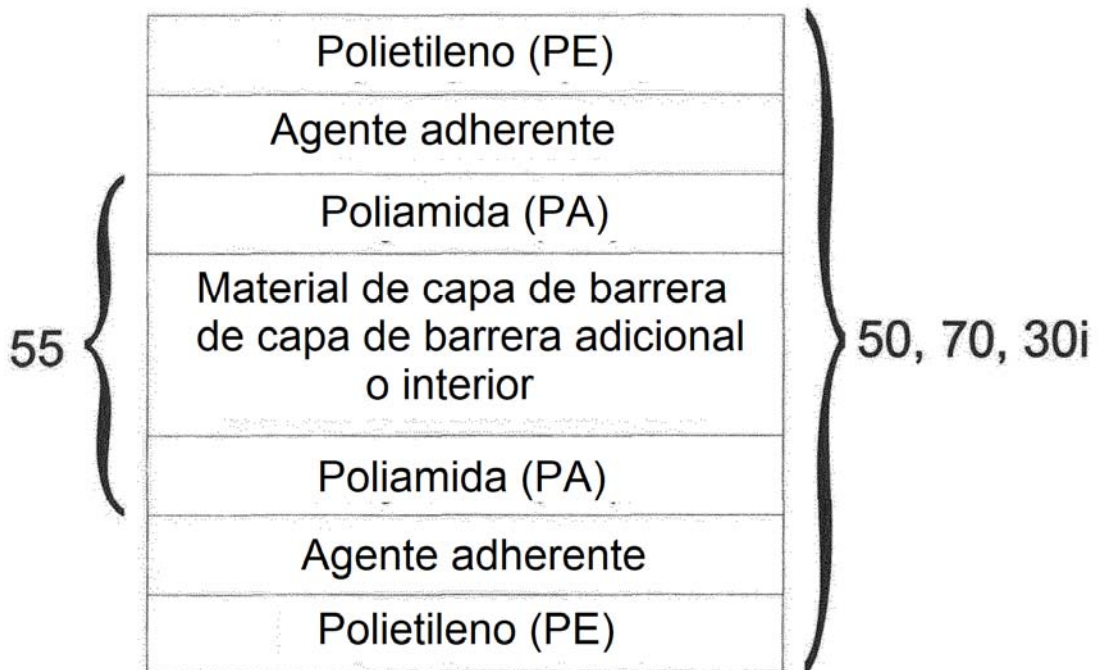 Polietileno (PE)
Agente adherente
Poliamida (PA)
Material de capa de barrera
de capa de barrera adicional
o interior
55
50, 70, 30i
Poliamida (PA)
Agente adherente
Polietileno (PE)